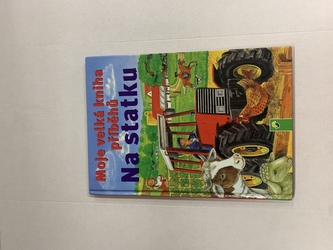 Moje velká kniha
příběhů
Na statku